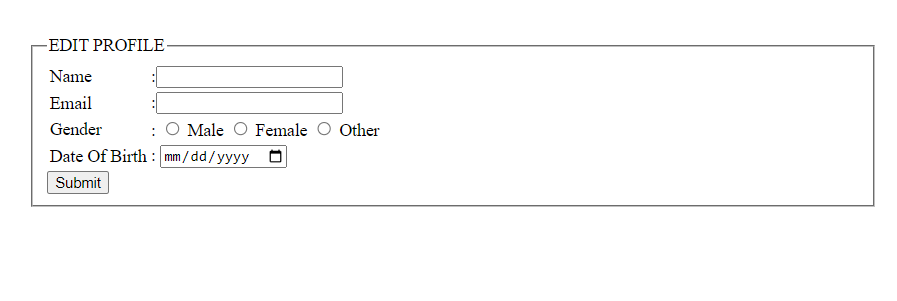 EDIT PROFILE
Name :
Email :
Gender : Male Female Other
Date Of Birth : mm/dd/yyyy
Submit